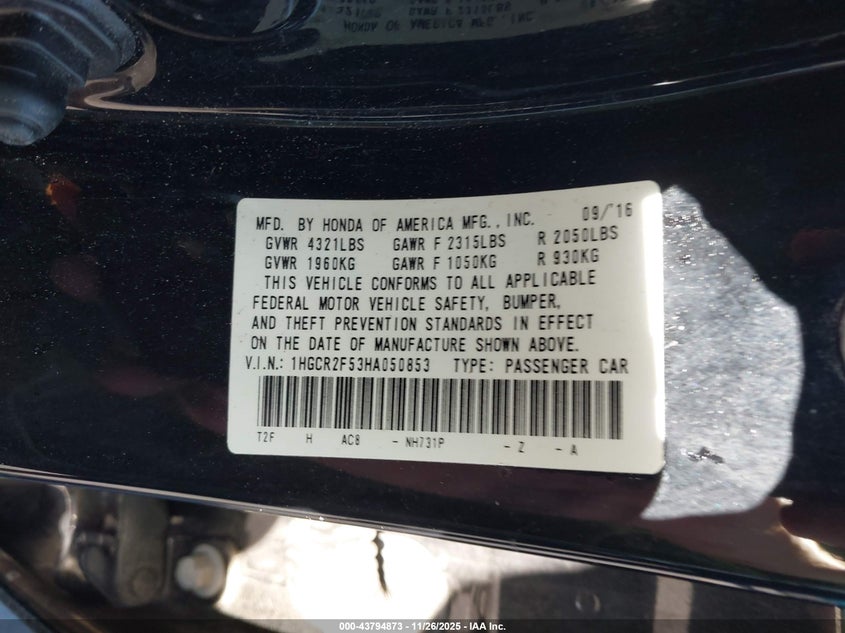 MFD. BY HONDA OF AMERICA MFG., INC. 09/16
GVWR 4321LBS GAWR F 2315LBS R 2050LBS
GVWR 1960KG GAWR F 1050KG R 930KG
THIS VEHICLE CONFORMS TO ALL APPLICABLE
FEDERAL MOTOR VEHICLE SAFETY, BUMPER,
AND THEFT PREVENTION STANDARDS IN EFFECT
ON THE DATE OF MANUFACTURE SHOWN ABOVE.
V.I.N.: 1HGCR2F53HA050853 TYPE: PASSENGER CAR
T2F H AC8 - NH731P - Z - A
000-43794873 | 11/26/2025 | IAA Inc.